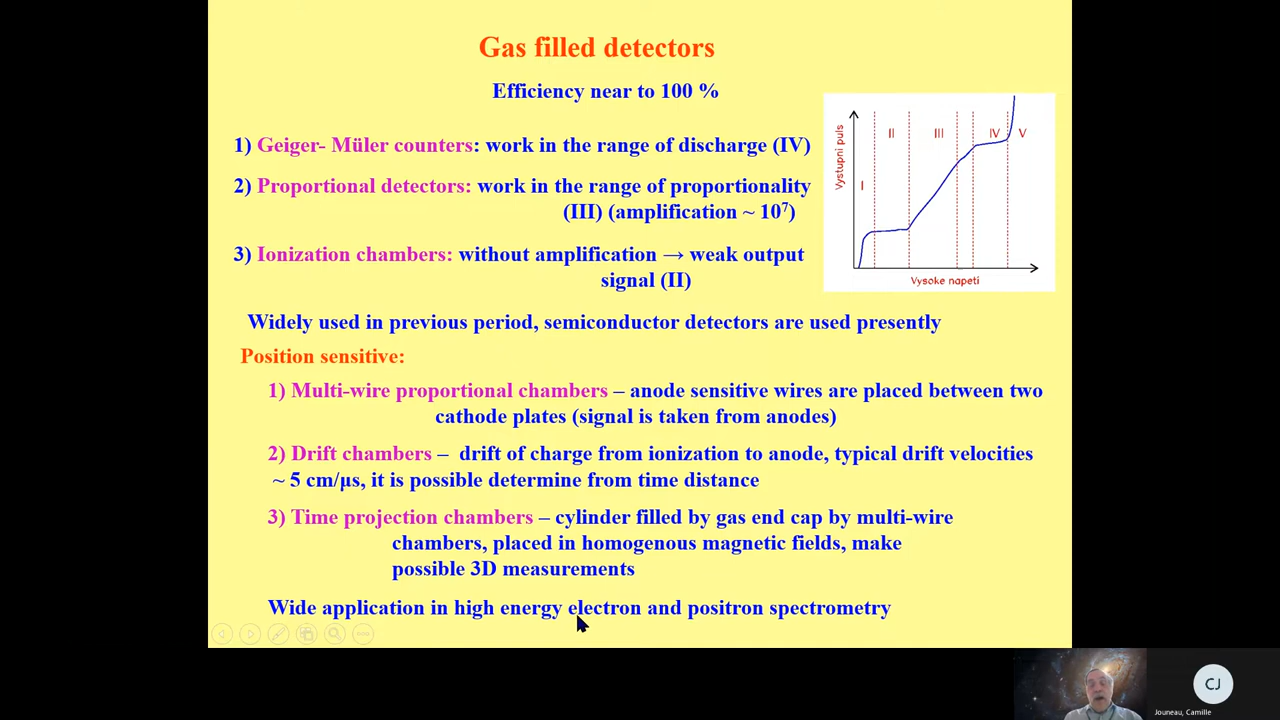 Gas filled detectors
Efficiency near to 100 %
1) Geiger- Müler counters: work in the range of discharge (IV)
2) Proportional detectors: work in the range of proportionality
(III) (amplification ~ 10⁷)
3) Ionization chambers: without amplification → weak output
signal (II)
Vystupni puls
I
II
III
IV
V
Vysoke napeti
Widely used in previous period, semiconductor detectors are used presently
Position sensitive:
1) Multi-wire proportional chambers – anode sensitive wires are placed between two
cathode plates (signal is taken from anodes)
2) Drift chambers – drift of charge from ionization to anode, typical drift velocities
~ 5 cm/μs, it is possible determine from time distance
3) Time projection chambers – cylinder filled by gas end cap by multi-wire
chambers, placed in homogenous magnetic fields, make
possible 3D measurements
Wide application in high energy electron and positron spectrometry
CJ
Jouneau, Camille